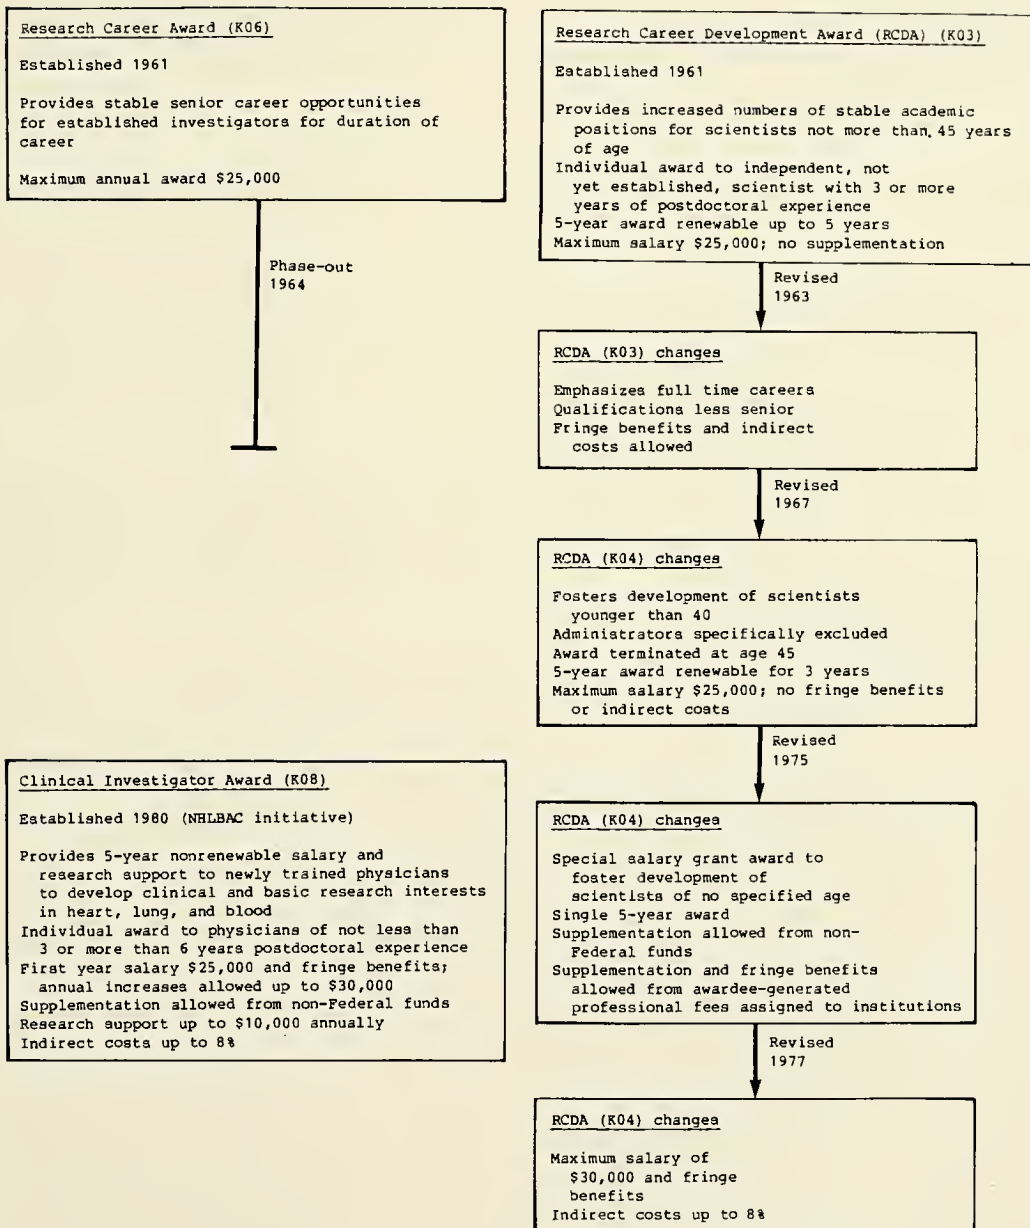 Research Career Award (K06)
Established 1961
Provides stable senior career opportunities
for established investigators for duration of
career
Maximum annual award $25,000
Phase-out
1964
Research Career Development Award (RCDA) (K03)
Eatablished 1961
Provides increased numbers of stable academic
positions for scientists not more than. 45 years
of age
Individual award to independent, not
yet established, scientist with 3 or more
years of postdoctoral experience
5-year award renewable up to 5 years
Maximum salary $25,000; no supplementation
Revised
1963
RCDA (K03) changes
Emphasizes full time careers
Qualifications less senior
Fringe benefits and indirect
costs allowed
Revised
1967
RCDA (K04) changes
Fosters development of scientists
younger than 40
Administrators specifically excluded
Award terminated at age 45
5-year award renewable for 3 years
Maximum salary $25,000; no fringe benefits
or indirect costs
Revised
1975
Clinical Investigator Award (K08)
Established 1980 (NHLBAC initiative)
Provides 5-year nonrenewable salary and
research support to newly trained physicians
to develop clinical and basic research interests
in heart, lung, and blood
Individual award to physicians of not less than
3 or more than 6 years postdoctoral experience
First year salary $25,000 and fringe benefits;
annual increases allowed up to $30,000
Supplementation allowed from non-Federal funds
Research support up to $10,000 annually
Indirect costs up to 8%
RCDA (K04) changes
Special salary grant award to
foster development of
scientists of no specified age
Single 5-year award
Supplementation allowed from non-
Federal funds
Supplementation and fringe benefits
allowed from awardee-generated
professional fees assigned to institutions
Revised
1977
RCDA (K04) changes
Maximum salary of
$30,000 and fringe
benefits
Indirect costs up to 8%